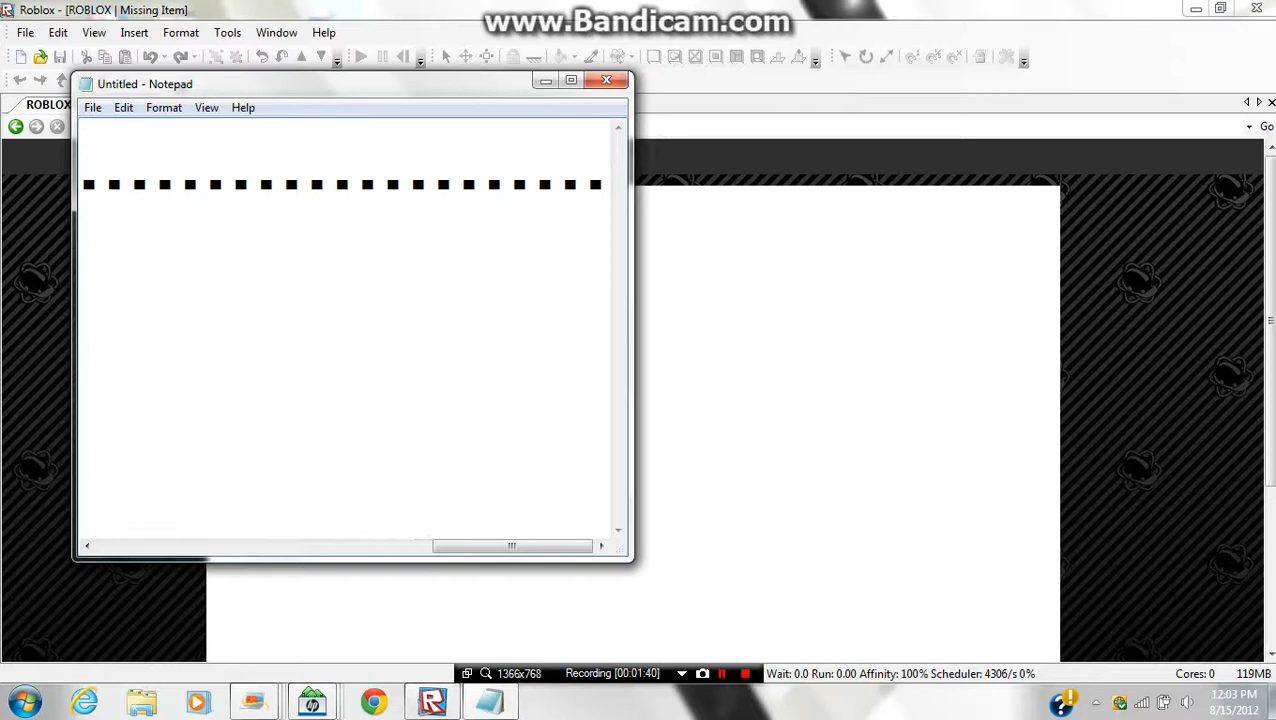 Roblox - [ROBLOX | Missing Item]
www.Bandicam.com
File Edit View Insert Format Tools Window Help
Untitled - Notepad
ROBLOX
File Edit Format View Help
Go
. . . . . . . . . . . . . . . . . . . . .
1366x768 Recording [00:01:40] Wait: 0.0 Run: 0.00 Affinity: 100% Scheduler: 4306/s 0% Cores: 0 119MB
12:03 PM
8/15/2012